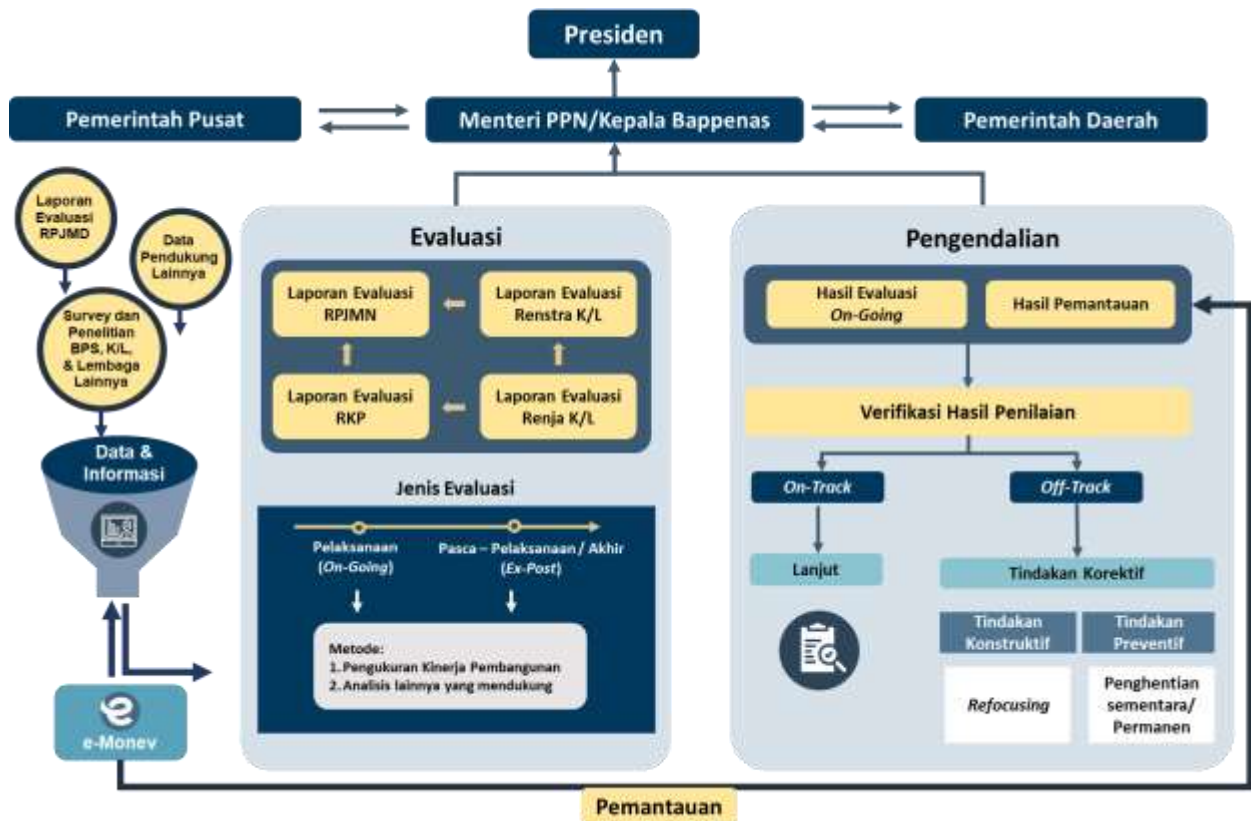 Presiden
Pemerintah Pusat
Menteri PPN/Kepala Bappenas
Pemerintah Daerah
Laporan
Evaluasi
RPJMD
Data
Pendukung
Lainnya
Survey dan
Penelitian
BPS, K/L,
& Lembaga
Lainnya
Data &
Informasi
e-Monev
Evaluasi
Laporan Evaluasi
RPJMN
Laporan Evaluasi
Renstra K/L
Laporan Evaluasi
RKP
Laporan Evaluasi
Renja K/L
Jenis Evaluasi
Pelaksanaan
(On-Going)
Pasca – Pelaksanaan / Akhir
(Ex-Post)
Metode:
1. Pengukuran Kinerja Pembangunan
2. Analisis lainnya yang mendukung
Pengendalian
Hasil Evaluasi
On-Going
Hasil Pemantauan
Verifikasi Hasil Penilaian
On-Track
Off-Track
Lanjut
Tindakan Korektif
Tindakan
Konstruktif
Tindakan
Preventif
Refocusing
Penghentian
sementara/
Permanen
Pemantauan